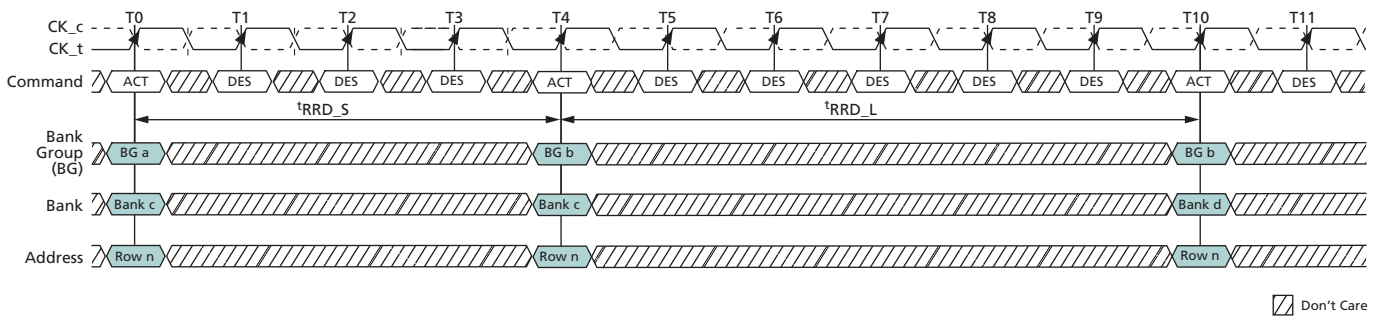 T0 T1 T2 T3 T4 T5 T6 T7 T8 T9 T10 T11
CK_c
CK_t
Command ACT DES DES DES ACT DES DES DES DES DES ACT DES
tRRD_S tRRD_L
Bank
Group
(BG)
BG a BG b BG b
Bank Bank c Bank c Bank d
Address Row n Row n Row n
Don't Care